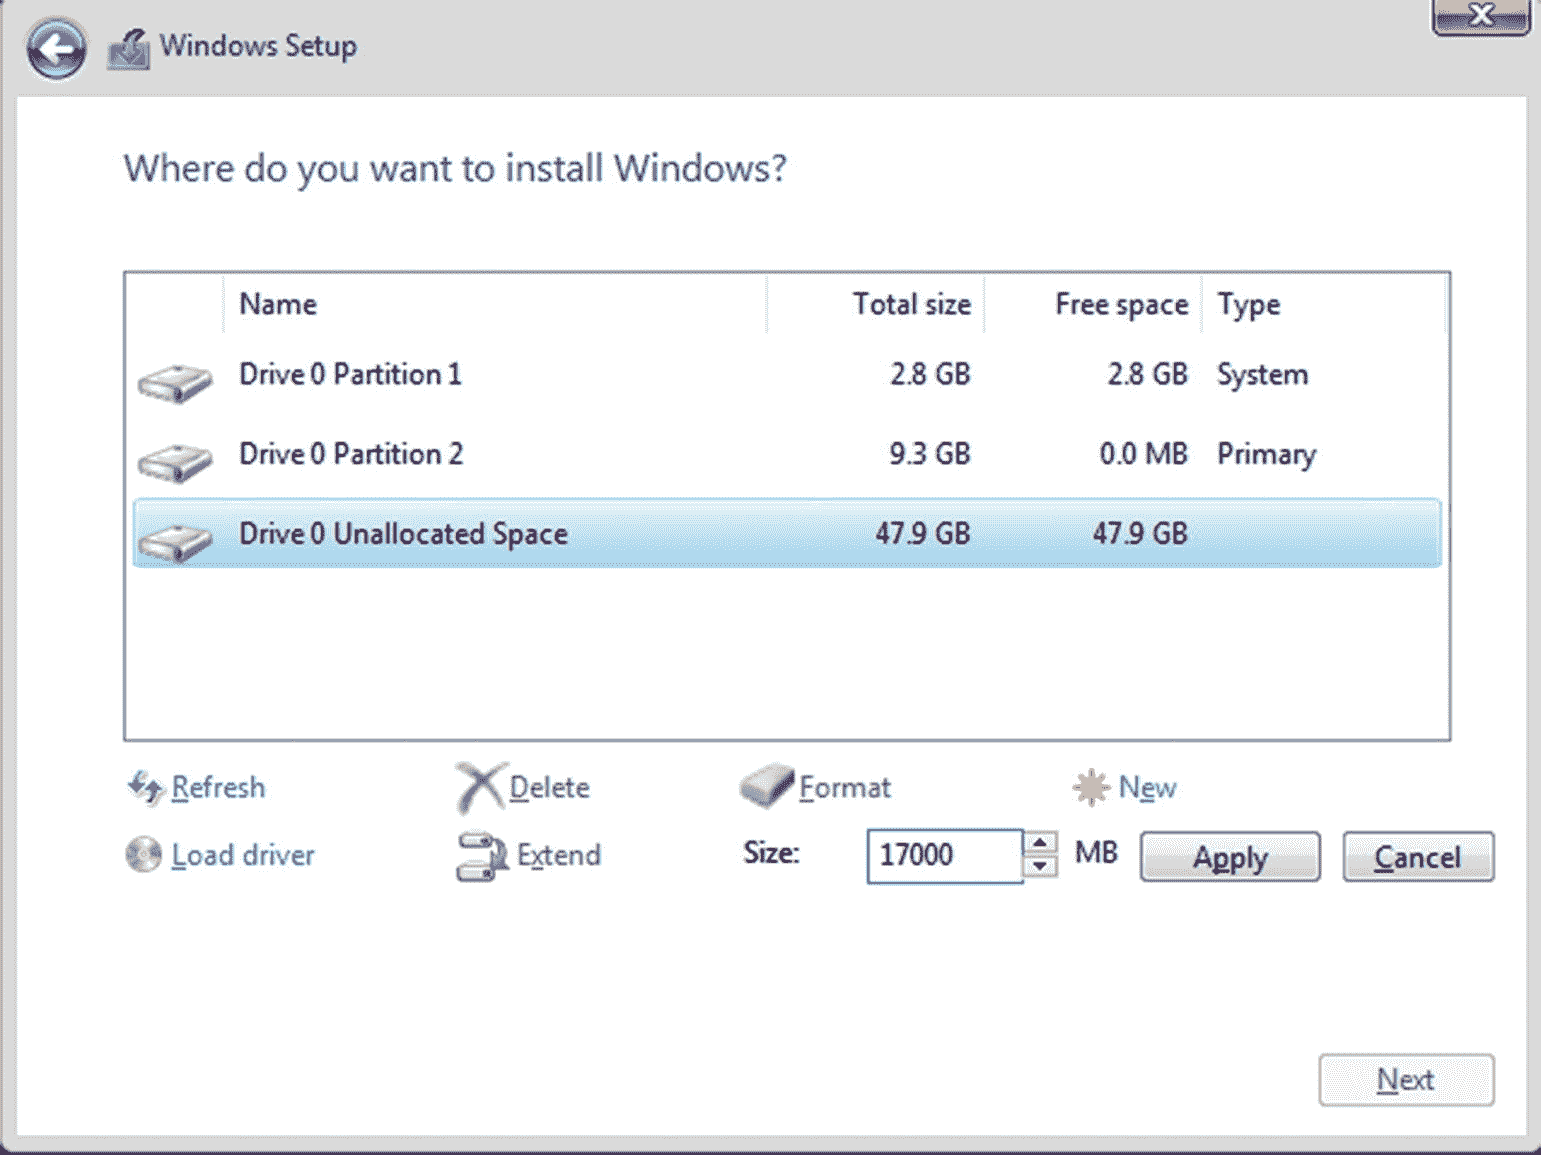 Windows Setup
Where do you want to install Windows?
Name Total size Free space Type
Drive 0 Partition 1 2.8 GB 2.8 GB System
Drive 0 Partition 2 9.3 GB 0.0 MB Primary
Drive 0 Unallocated Space 47.9 GB 47.9 GB
Refresh Delete Format New
Load driver Extend Size: 17000 MB Apply Cancel
Next